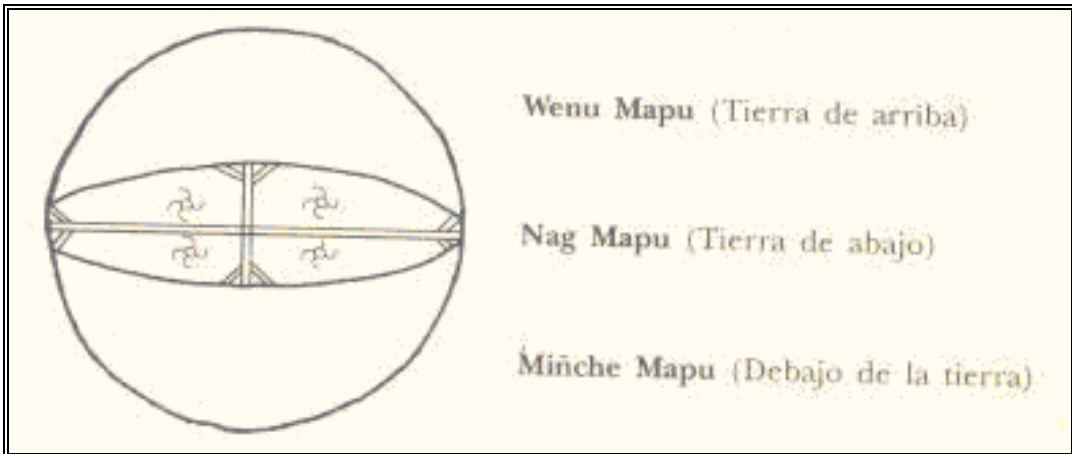 Wenu Mapu (Tierra de arriba)
Nag Mapu (Tierra de abajo)
Miñche Mapu (Debajo de la tierra)